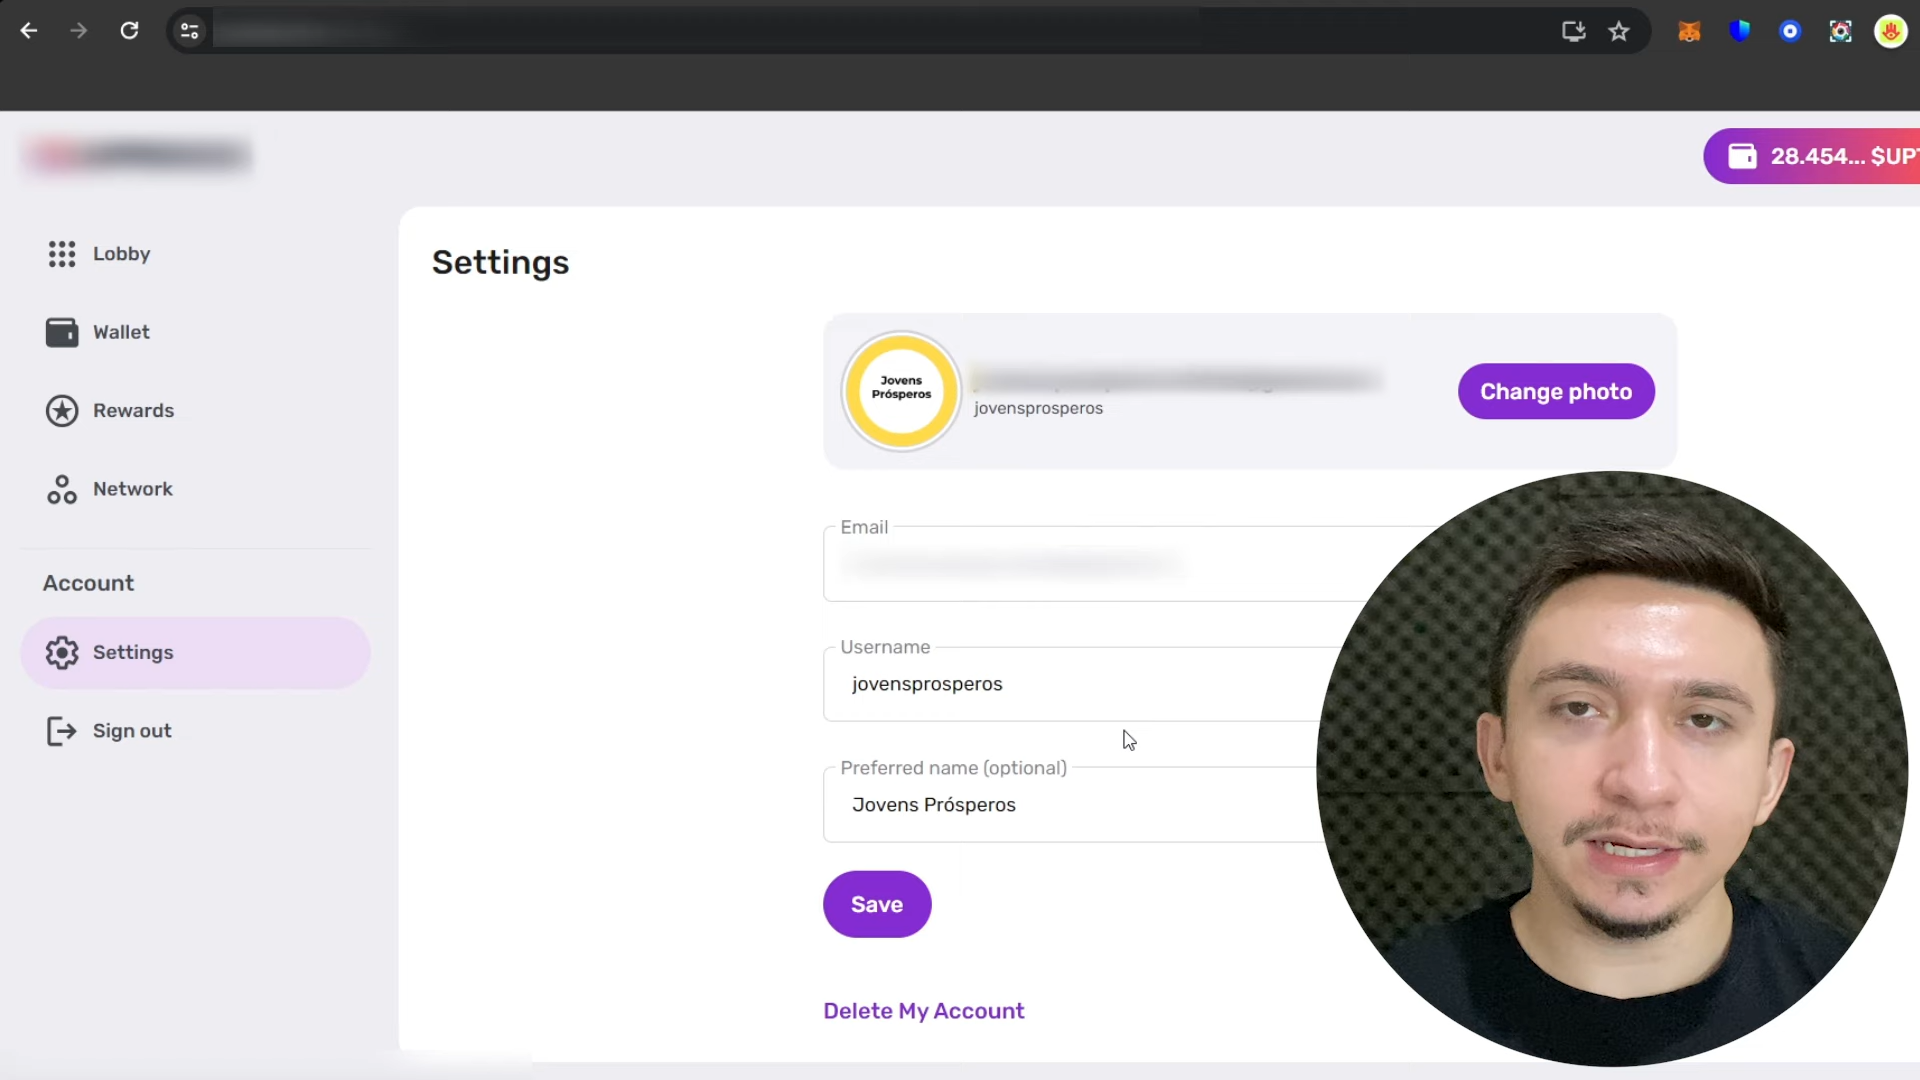 28.454... $UPT
Lobby
Wallet
Rewards
Network
Account
Settings
Sign out
Settings
Jovens
Prósperos
jovensprosperos
Change photo
Email
Username
jovensprosperos
Preferred name (optional)
Jovens Prósperos
Save
Delete My Account